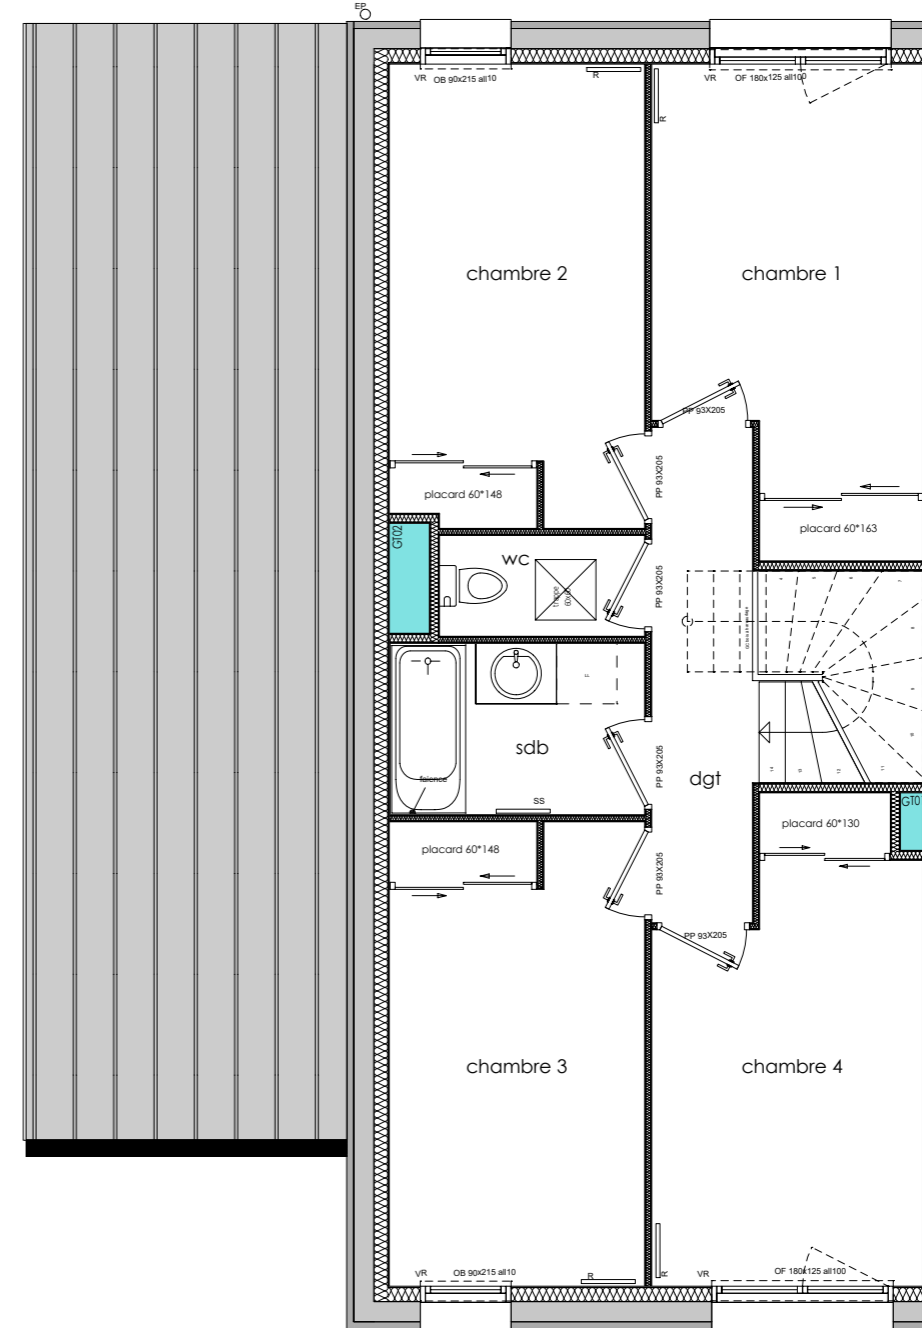 EP
VR
OB 90x215 all10
R
VR
OF 180x125 all100
R
chambre 2
chambre 1
PP 93X205
PP 93X205
placard 60*148
placard 60*163
GT02
wc
trappe
PP 93X205
F
sdb
PP 93X205
dgt
faience
SS
GT0
placard 60*148
placard 60*130
PP 93X205
PP 93X205
chambre 3
chambre 4
R
VR
OB 90x215 all10
R
VR
OF 180x125 all100